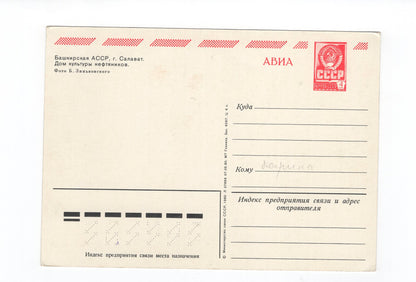 Башкирская АССР, г. Салават.
Дом культуры нефтяников.
Фото Б. Зиньковского
АВИА
СССР
Куда
Кому
Индекс предприятия связи и адрес
отправителя
Индекс предприятия связи места назначения